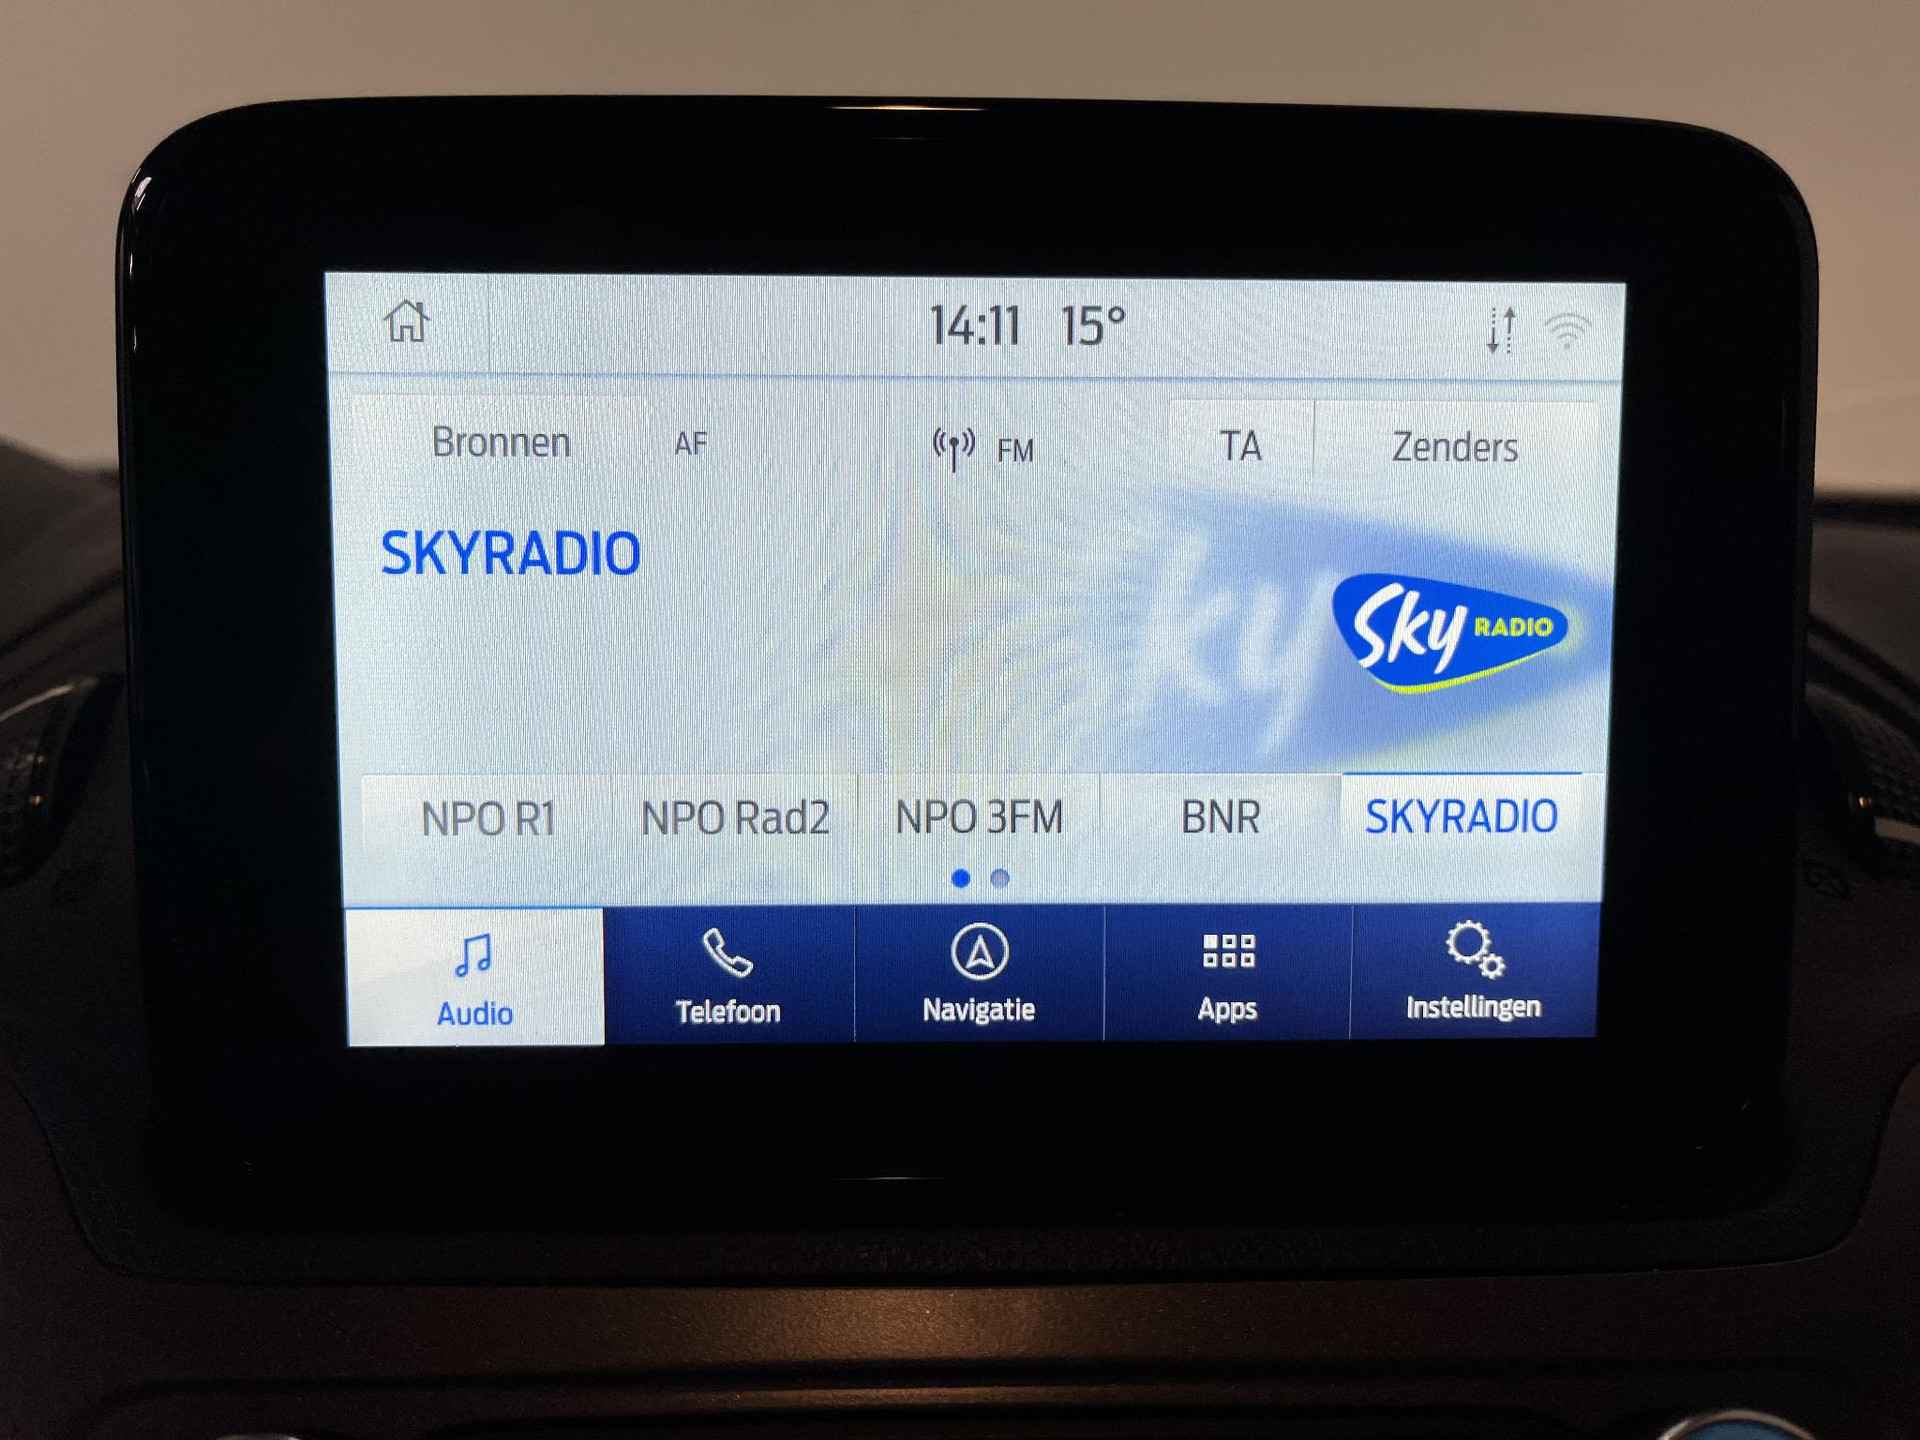 14:11 15°
Bronnen AF FM TA Zenders
SKYRADIO
Sky RADIO
NPO R1 NPO Rad2 NPO 3FM BNR SKYRADIO
Audio Telefoon Navigatie Apps Instellingen